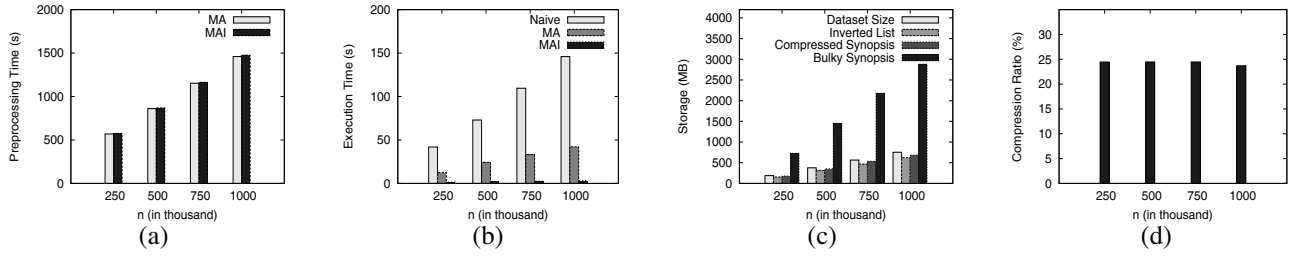 Preprocessing Time (s)
2000
1500
1000
500
0
MA
MAI
250 500 750 1000
n (in thousand)
(a)
Execution Time (s)
200
150
100
50
0
Naive
MA
MAI
250 500 750 1000
n (in thousand)
(b)
Storage (MB)
4200
3500
3000
2500
2000
1500
1000
500
0
Dataset Size
Inverted List
Compressed Synopsis
Bulky Synopsis
250 500 750 1000
n (in thousand)
(c)
Compression Ratio (%)
30
25
20
15
10
5
0
250 500 750 1000
n (in thousand)
(d)